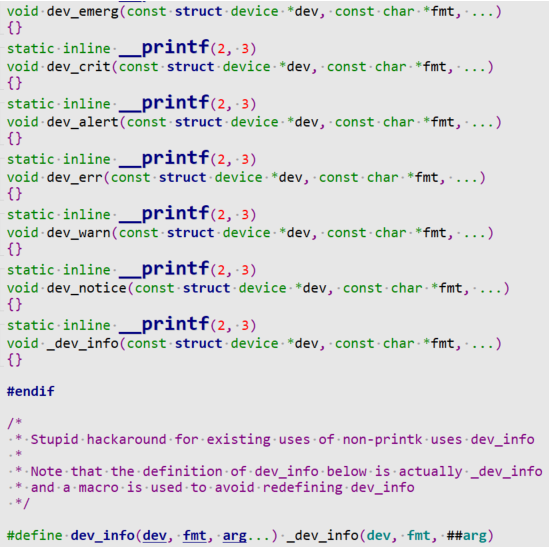 void dev_emerg(const struct device *dev, const char *fmt, ...)
{}
static inline __printf(2, 3)
void dev_crit(const struct device *dev, const char *fmt, ...)
{}
static inline __printf(2, 3)
void dev_alert(const struct device *dev, const char *fmt, ...)
{}
static inline __printf(2, 3)
void dev_err(const struct device *dev, const char *fmt, ...)
{}
static inline __printf(2, 3)
void dev_warn(const struct device *dev, const char *fmt, ...)
{}
static inline __printf(2, 3)
void dev_notice(const struct device *dev, const char *fmt, ...)
{}
static inline __printf(2, 3)
void _dev_info(const struct device *dev, const char *fmt, ...)
{}
#endif
/*
 * Stupid hackaround for existing uses of non-printk uses dev_info
 *
 * Note that the definition of dev_info below is actually _dev_info
 * and a macro is used to avoid redefining dev_info
 */
#define dev_info(dev, fmt, arg...) _dev_info(dev, fmt, ##arg)